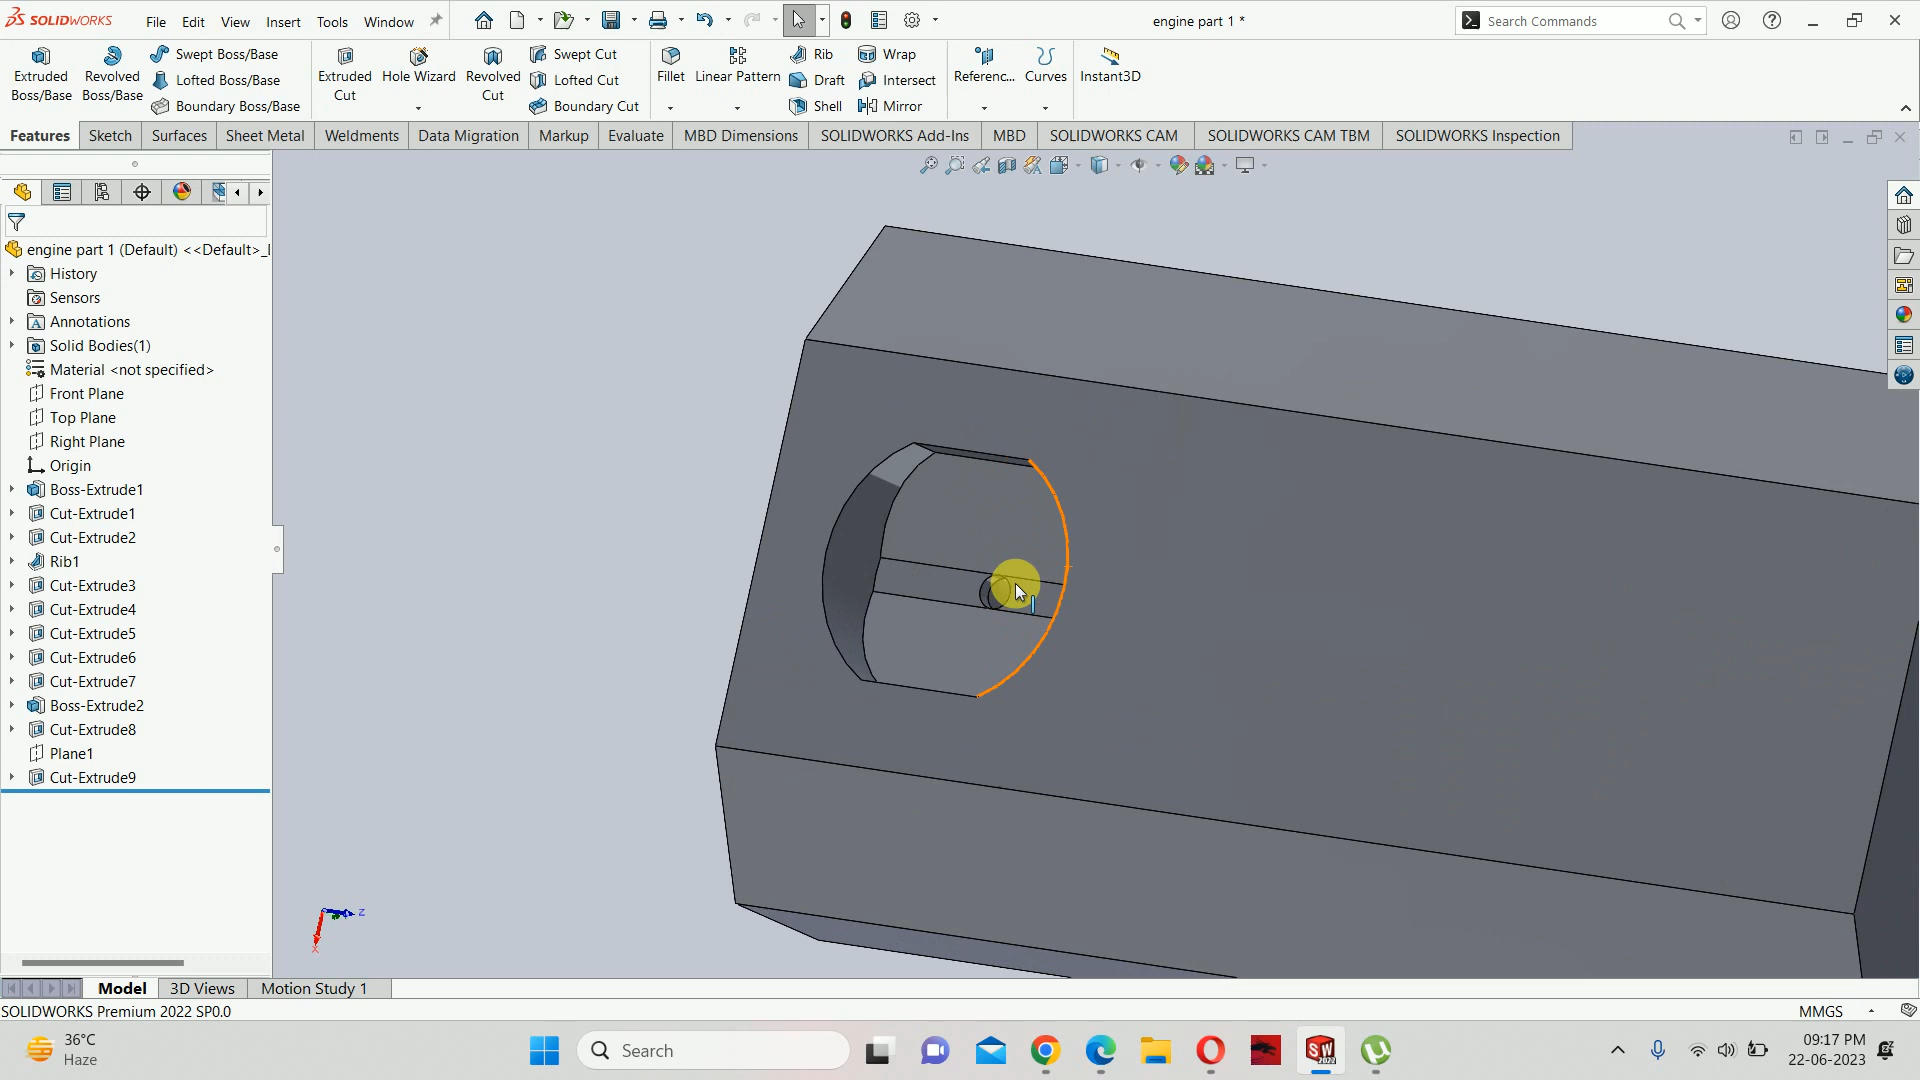 SOLIDWORKS File Edit View Insert Tools Window engine part 1 * Search Commands
Extruded Boss/Base
Revolved Boss/Base
Swept Boss/Base
Lofted Boss/Base
Boundary Boss/Base
Extruded Cut
Hole Wizard
Revolved Cut
Swept Cut
Lofted Cut
Boundary Cut
Fillet
Linear Pattern
Rib
Draft
Shell
Wrap
Intersect
Mirror
Referenc...
Curves
Instant3D
Features Sketch Surfaces Sheet Metal Weldments Data Migration Markup Evaluate MBD Dimensions SOLIDWORKS Add-Ins MBD SOLIDWORKS CAM SOLIDWORKS CAM TBM SOLIDWORKS Inspection
engine part 1 (Default) <<Default>_
History
Sensors
Annotations
Solid Bodies(1)
Material <not specified>
Front Plane
Top Plane
Right Plane
Origin
Boss-Extrude1
Cut-Extrude1
Cut-Extrude2
Rib1
Cut-Extrude3
Cut-Extrude4
Cut-Extrude5
Cut-Extrude6
Cut-Extrude7
Boss-Extrude2
Cut-Extrude8
Plane1
Cut-Extrude9
Z
X
Model 3D Views Motion Study 1
SOLIDWORKS Premium 2022 SP0.0 MMGS
36°C
Haze
Search
SW
2022
09:17 PM
22-06-2023